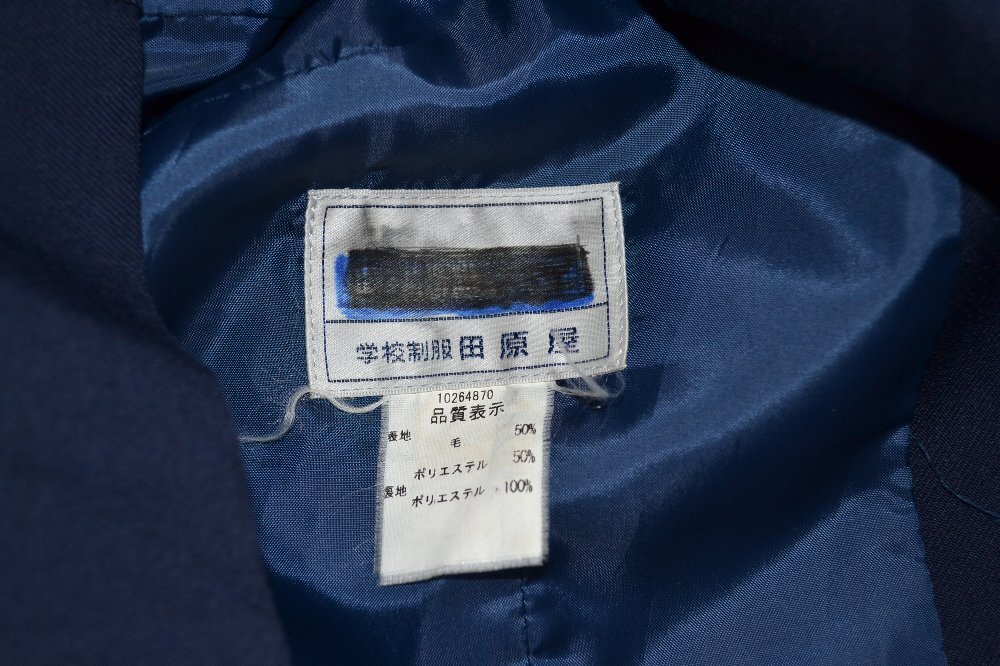 学校制服 田原屋
10264870
品質表示
表地 毛 50%
ポリエステル 50%
裏地 ポリエステル 100%